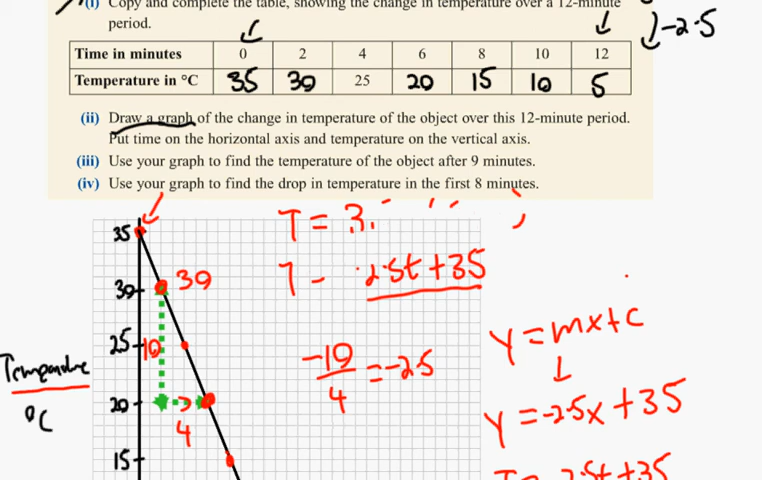 (i) Copy and complete the table, showing the change in temperature over a 12-minute
period.
-2.5
Time in minutes 0 2 4 6 8 10 12
Temperature in °C 35 30 25 20 15 10 5
(ii) Draw a graph of the change in temperature of the object over this 12-minute period.
Put time on the horizontal axis and temperature on the vertical axis.
(iii) Use your graph to find the temperature of the object after 9 minutes.
(iv) Use your graph to find the drop in temperature in the first 8 minutes.
35
T = 3
30
30
2.5t + 35
25
10
-10
4
= -2.5
y = mx + c
Temperature
°C
20
4
y = -2.5x + 35
15
2.5t + 35